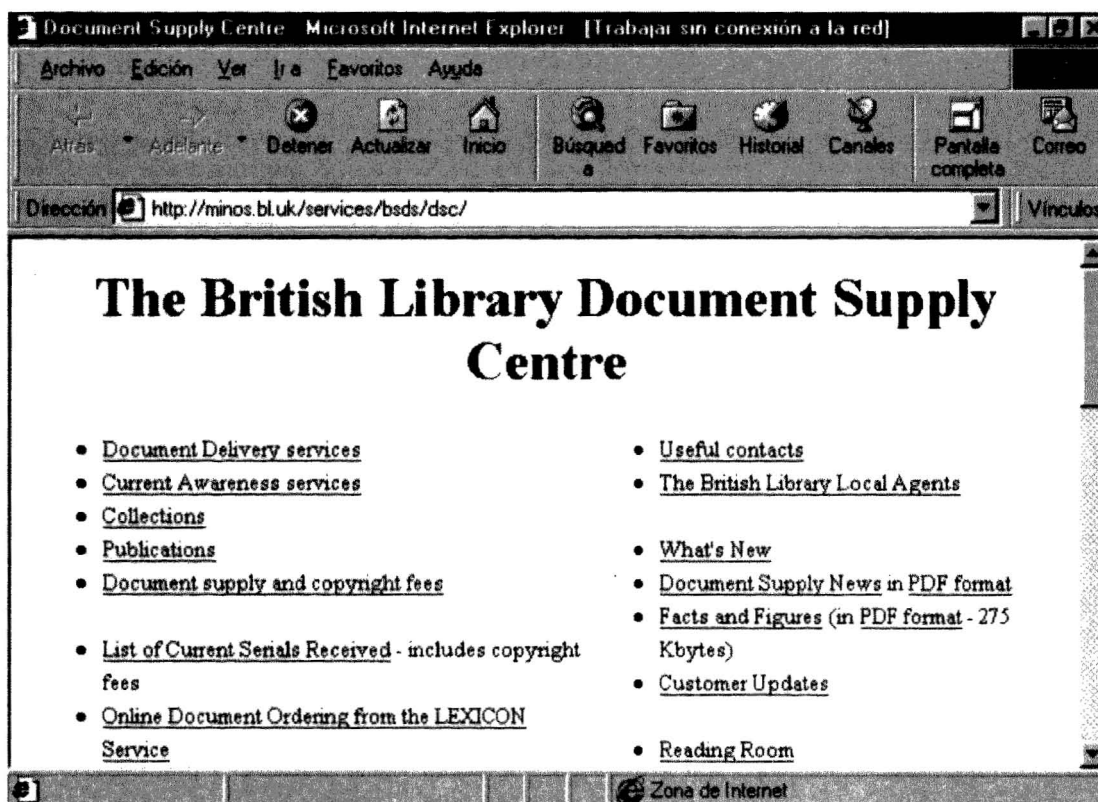 Document Supply Centre Microsoft Internet Explorer [Trabajar sin conexión a la red]
Archivo Edición Ver Ir a Favoritos Ayuda
Atrás Adelante Detener Actualizar Inicio Búsqued Favoritos Historial Canales Pantalla Correo
a completa
Dirección http://minos.bl.uk/services/bsds/dsc/ Vínculos
The British Library Document Supply
Centre
• Document Delivery services
• Current Awareness services
• Collections
• Publications
• Document supply and copyright fees
• List of Current Serials Received - includes copyright
fees
• Online Document Ordering from the LEXICON
Service
• Useful contacts
• The British Library Local Agents
• What's New
• Document Supply News in PDF format
• Facts and Figures (in PDF format - 275
Kbytes)
• Customer Updates
• Reading Room
Zona de Internet